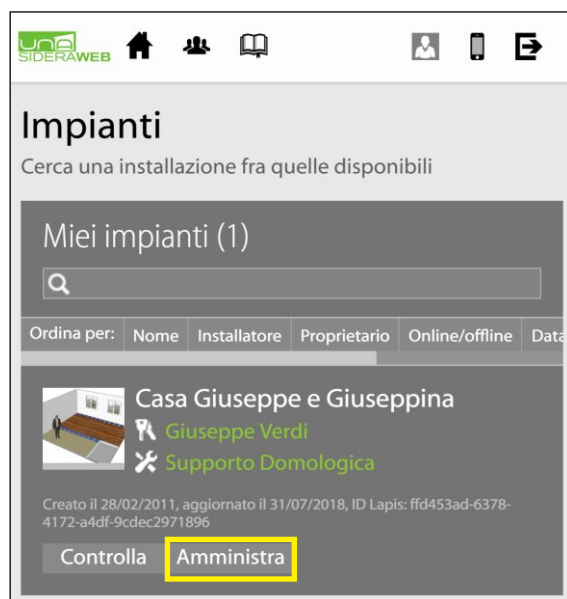 una
SIDERAWEB
Impianti
Cerca una installazione fra quelle disponibili
Miei impianti (1)
Ordina per: Nome Installatore Proprietario Online/offline Data
Casa Giuseppe e Giuseppina
Giuseppe Verdi
Supporto Domologica
Creato il 28/02/2011, aggiornato il 31/07/2018, ID Lapis: ffd453ad-6378-
4172-a4df-9cdec2971896
Controlla Amministra